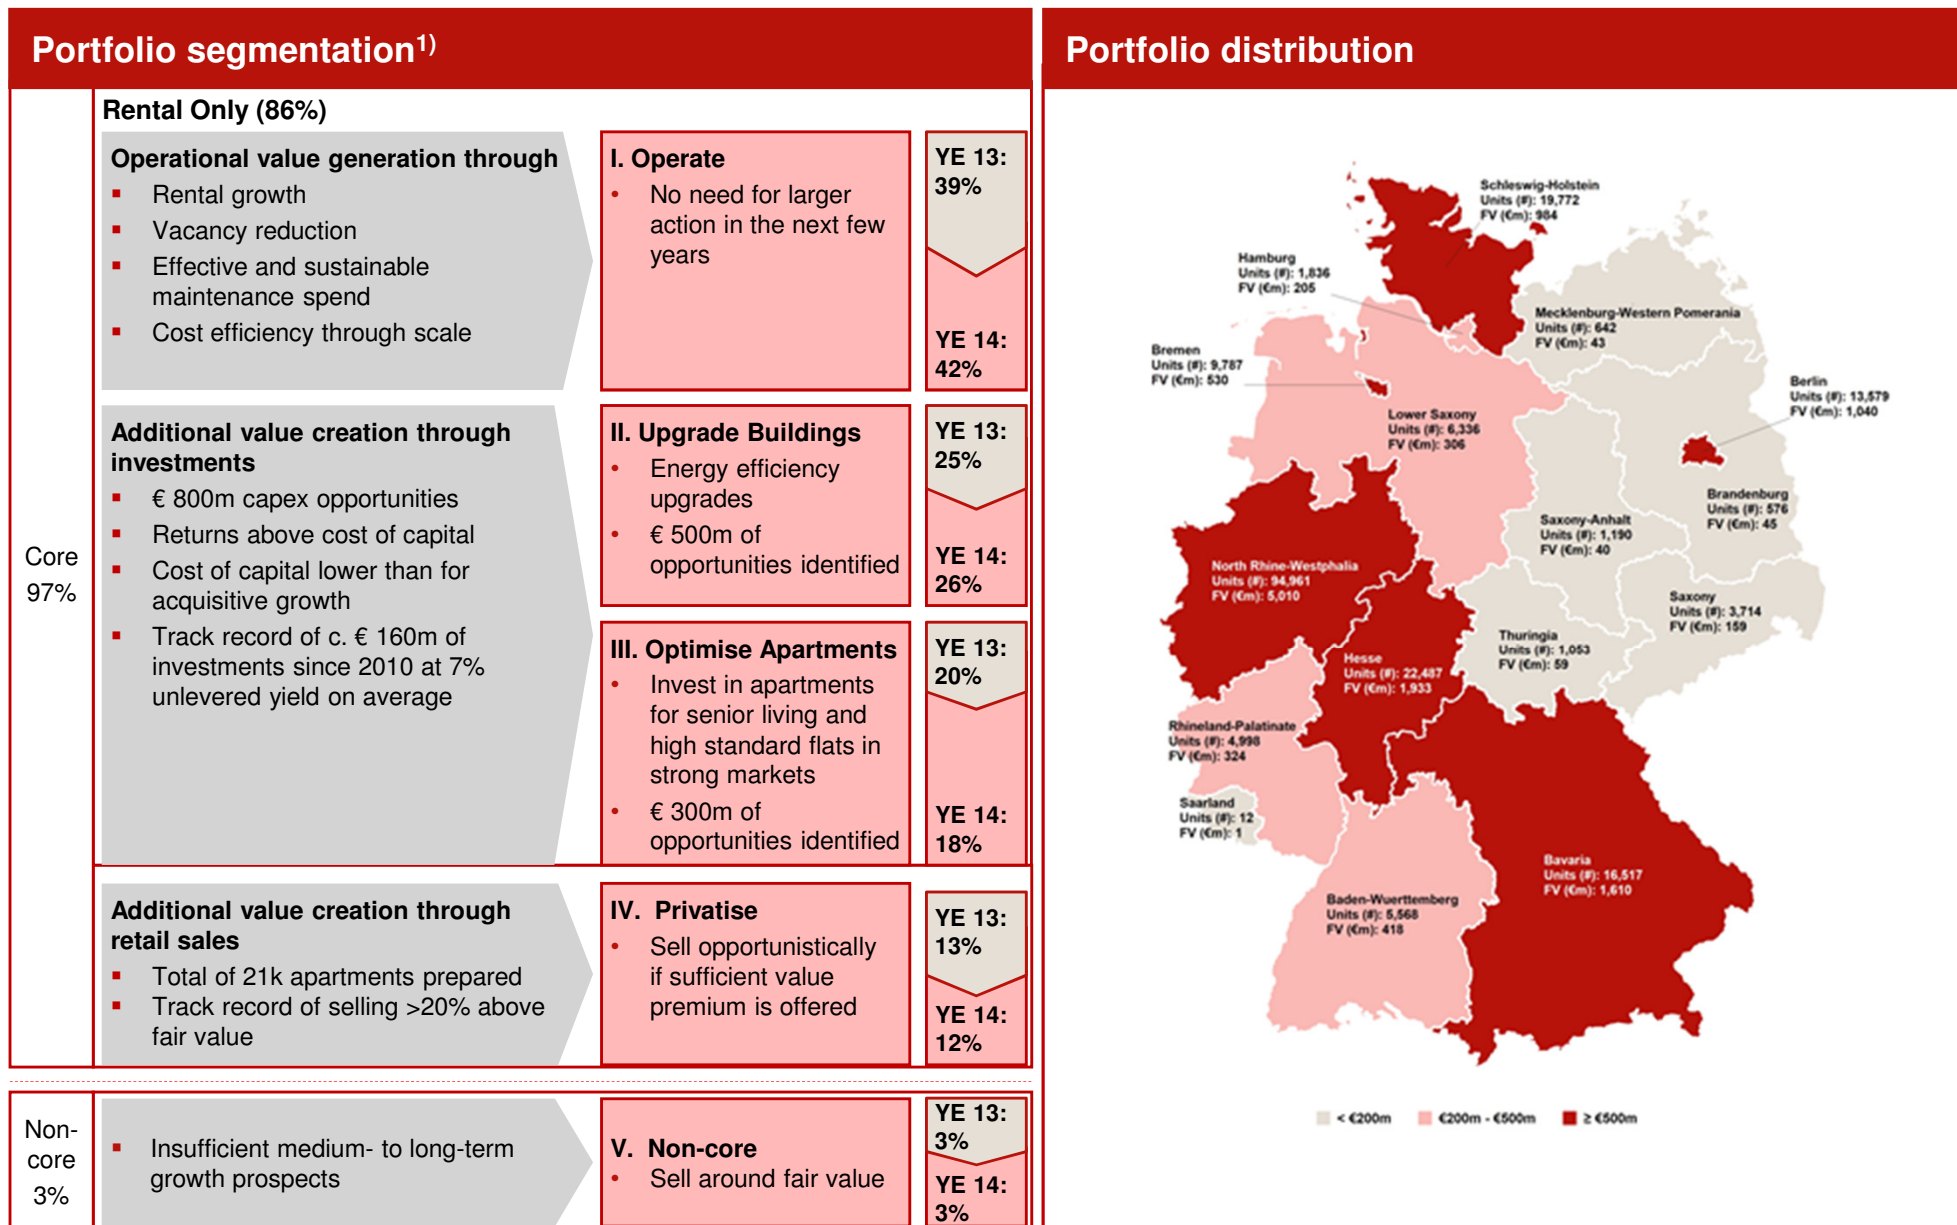 Portfolio segmentation1)
Rental Only (86%)
Core
97%
Operational value generation through
▪ Rental growth
▪ Vacancy reduction
▪ Effective and sustainable
maintenance spend
▪ Cost efficiency through scale
I. Operate
• No need for larger
action in the next few
years
YE 13:
39%
YE 14:
42%
Additional value creation through
investments
▪ € 800m capex opportunities
▪ Returns above cost of capital
▪ Cost of capital lower than for
acquisitive growth
▪ Track record of c. € 160m of
investments since 2010 at 7%
unlevered yield on average
II. Upgrade Buildings
• Energy efficiency
upgrades
• € 500m of
opportunities identified
YE 13:
25%
YE 14:
26%
III. Optimise Apartments
• Invest in apartments
for senior living and
high standard flats in
strong markets
• € 300m of
opportunities identified
YE 13:
20%
YE 14:
18%
Additional value creation through
retail sales
▪ Total of 21k apartments prepared
▪ Track record of selling >20% above
fair value
IV. Privatise
• Sell opportunistically
if sufficient value
premium is offered
YE 13:
13%
YE 14:
12%
Non-
core
3%
▪ Insufficient medium- to long-term
growth prospects
V. Non-core
• Sell around fair value
YE 13:
3%
YE 14:
3%
Portfolio distribution
Schleswig-Holstein
Units (#): 19,772
FV (€m): 984
Hamburg
Units (#): 1,836
FV (€m): 205
Mecklenburg-Western Pomerania
Units (#): 642
FV (€m): 43
Bremen
Units (#): 9,787
FV (€m): 530
Berlin
Units (#): 13,579
FV (€m): 1,040
Lower Saxony
Units (#): 6,336
FV (€m): 306
Brandenburg
Units (#): 576
FV (€m): 45
Saxony-Anhalt
Units (#): 1,190
FV (€m): 40
North Rhine-Westphalia
Units (#): 94,961
FV (€m): 5,010
Saxony
Units (#): 3,714
FV (€m): 159
Thuringia
Units (#): 1,053
FV (€m): 59
Hesse
Units (#): 22,487
FV (€m): 1,933
Rhineland-Palatinate
Units (#): 4,998
FV (€m): 324
Saarland
Units (#): 12
FV (€m): 1
Bavaria
Units (#): 16,517
FV (€m): 1,610
Baden-Wuerttemberg
Units (#): 5,568
FV (€m): 418
< €200m
€200m - €500m
≥ €500m